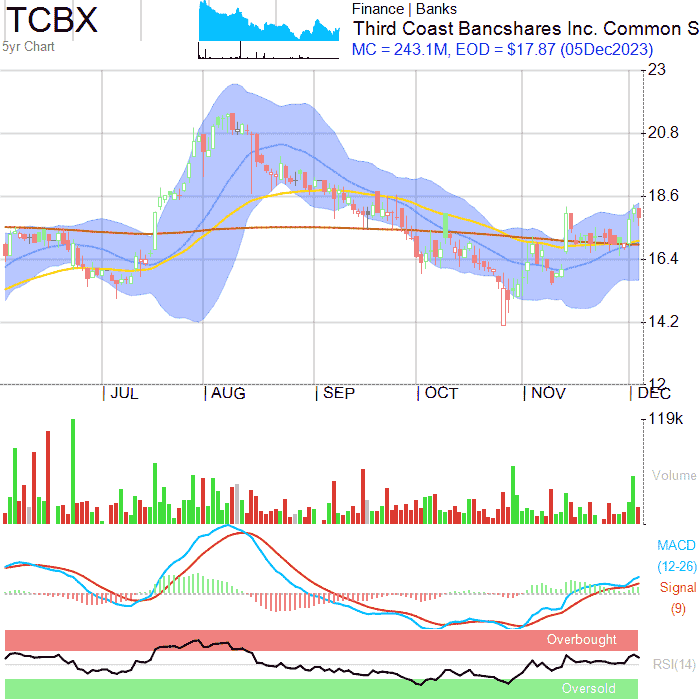 TCBX
5yr Chart
Finance | Banks
Third Coast Bancshares Inc. Common S
MC = 243.1M, EOD = $17.87 (05Dec2023)
23
20.8
18.6
16.4
14.2
12
JUL AUG SEP OCT NOV DEC
119k
Volume
MACD
(12-26)
Signal
(9)
Overbought
RSI(14)
Oversold